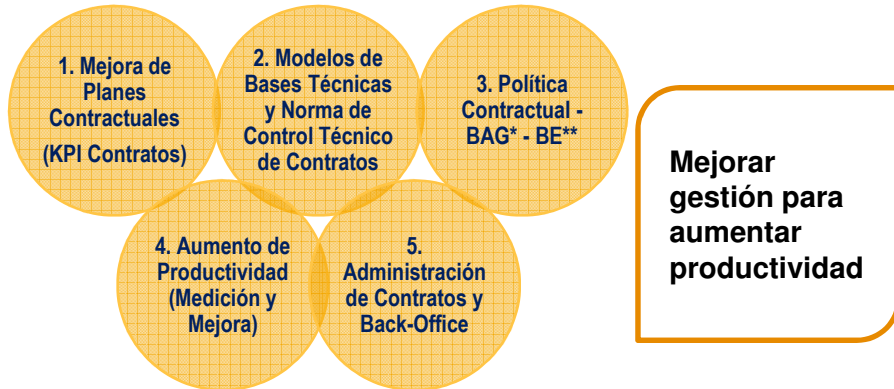 1. Mejora de
Planes
Contractuales
(KPI Contratos)
2. Modelos de
Bases Técnicas
y Norma de
Control Técnico
de Contratos
3. Política
Contractual -
BAG* - BE**
4. Aumento de
Productividad
(Medición y
Mejora)
5.
Administración
de Contratos y
Back-Office
Mejorar
gestión para
aumentar
productividad